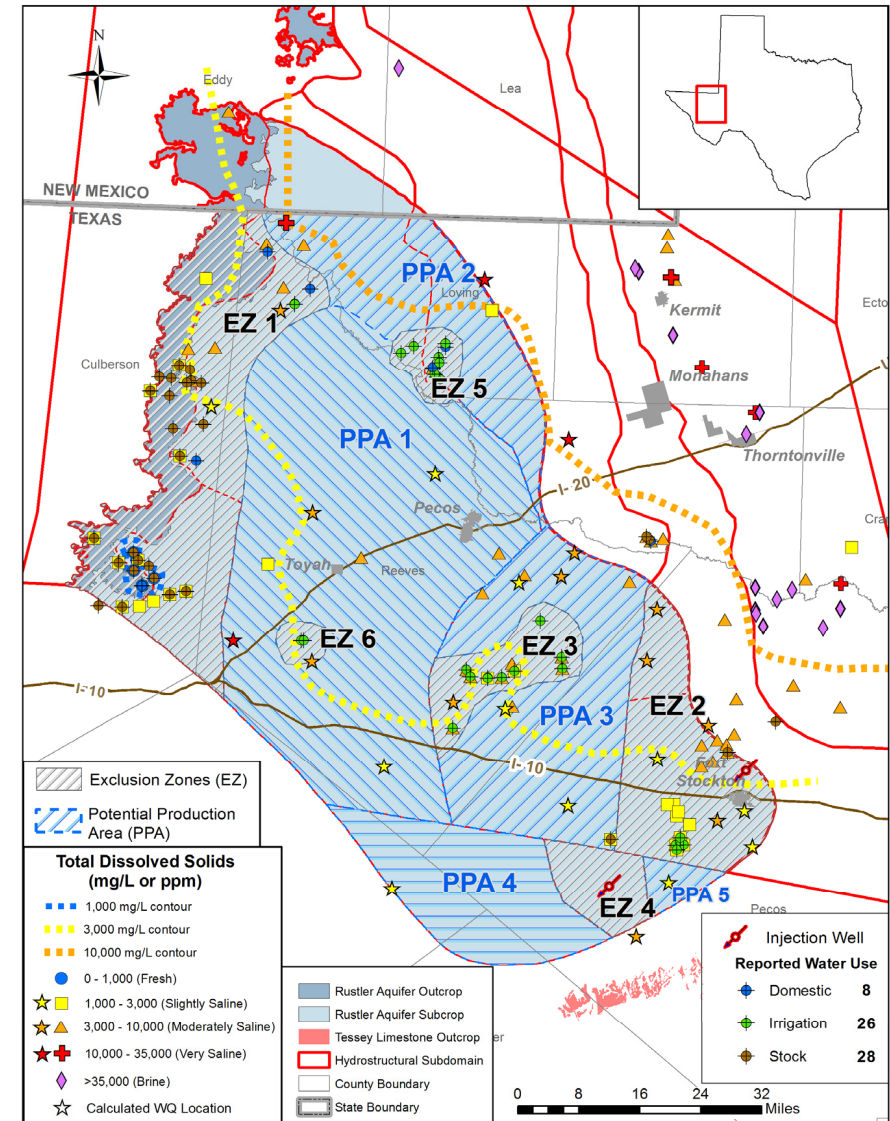 N
Eddy
Lea
NEW MEXICO
TEXAS
PPA 2
Loving
Kermit
Ecto
EZ 1
Culberson
EZ 5
Monahans
PPA 1
Thorntonville
I-20
Pecos
Cra
Toyah
Reeves
EZ 6
EZ 3
I-10
EZ 2
PPA 3
I-10
Fort
Stockton
PPA 4
PPA 5
EZ 4
Pecos
Exclusion Zones (EZ)
Potential Production
Area (PPA)
Total Dissolved Solids
(mg/L or ppm)
1,000 mg/L contour
3,000 mg/L contour
10,000 mg/L contour
0 - 1,000 (Fresh)
1,000 - 3,000 (Slightly Saline)
3,000 - 10,000 (Moderately Saline)
10,000 - 35,000 (Very Saline)
>35,000 (Brine)
Calculated WQ Location
Rustler Aquifer Outcrop
Rustler Aquifer Subcrop
Tessey Limestone Outcrop
Hydrostructural Subdomain
County Boundary
State Boundary
er
Injection Well
Reported Water Use
Domestic 8
Irrigation 26
Stock 28
0 8 16 24 32
Miles